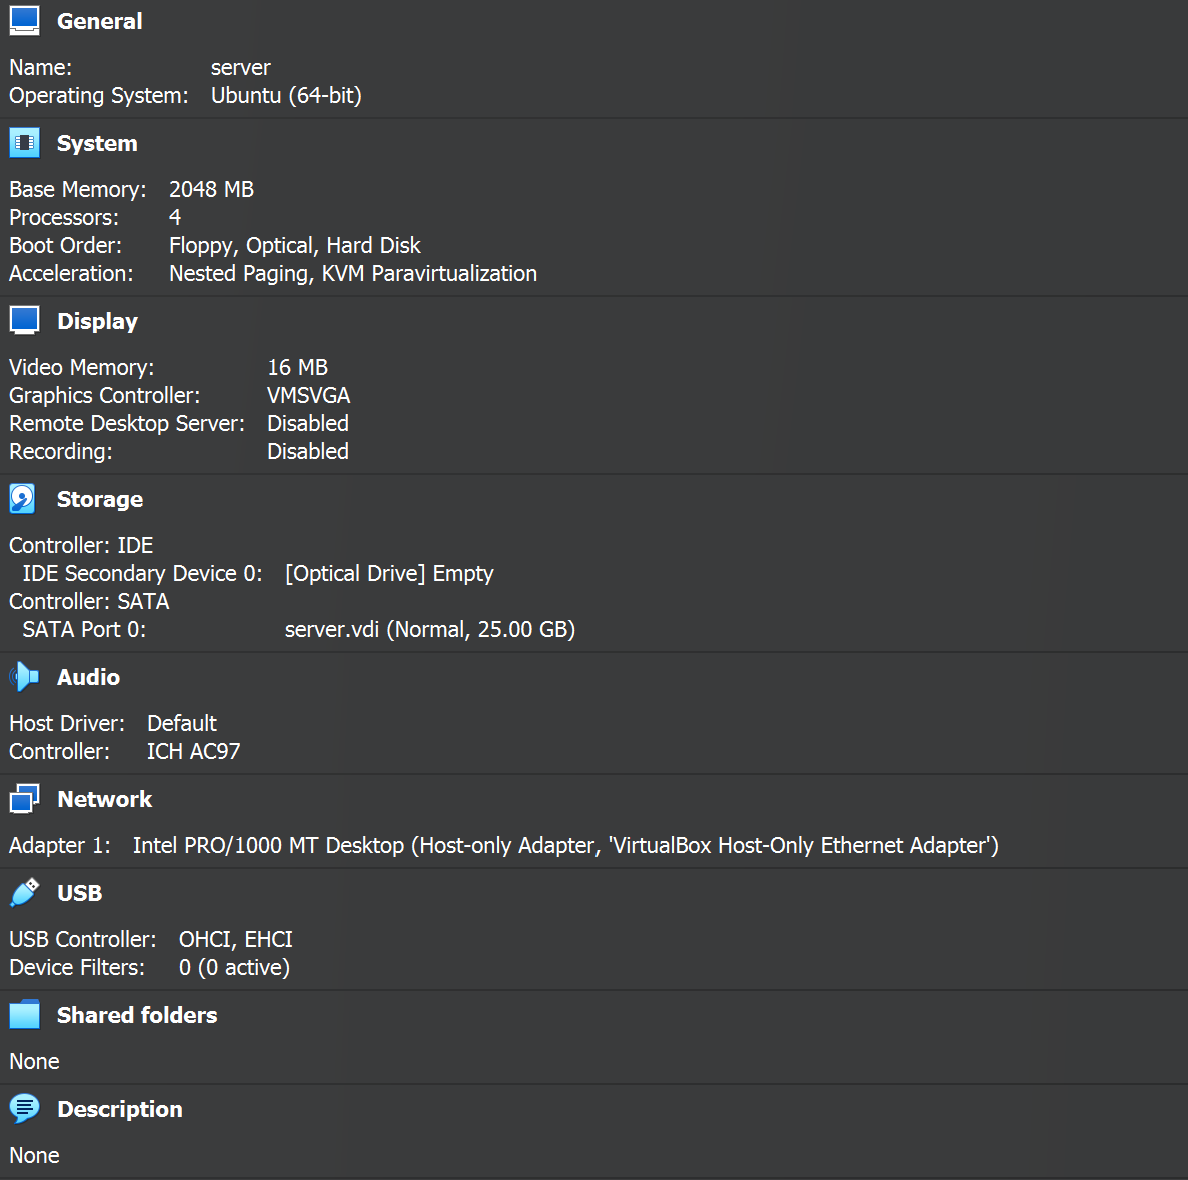 General
Name: server
Operating System: Ubuntu (64-bit)
System
Base Memory: 2048 MB
Processors: 4
Boot Order: Floppy, Optical, Hard Disk
Acceleration: Nested Paging, KVM Paravirtualization
Display
Video Memory: 16 MB
Graphics Controller: VMSVGA
Remote Desktop Server: Disabled
Recording: Disabled
Storage
Controller: IDE
IDE Secondary Device 0: [Optical Drive] Empty
Controller: SATA
SATA Port 0: server.vdi (Normal, 25.00 GB)
Audio
Host Driver: Default
Controller: ICH AC97
Network
Adapter 1: Intel PRO/1000 MT Desktop (Host-only Adapter, 'VirtualBox Host-Only Ethernet Adapter')
USB
USB Controller: OHCI, EHCI
Device Filters: 0 (0 active)
Shared folders
None
Description
None